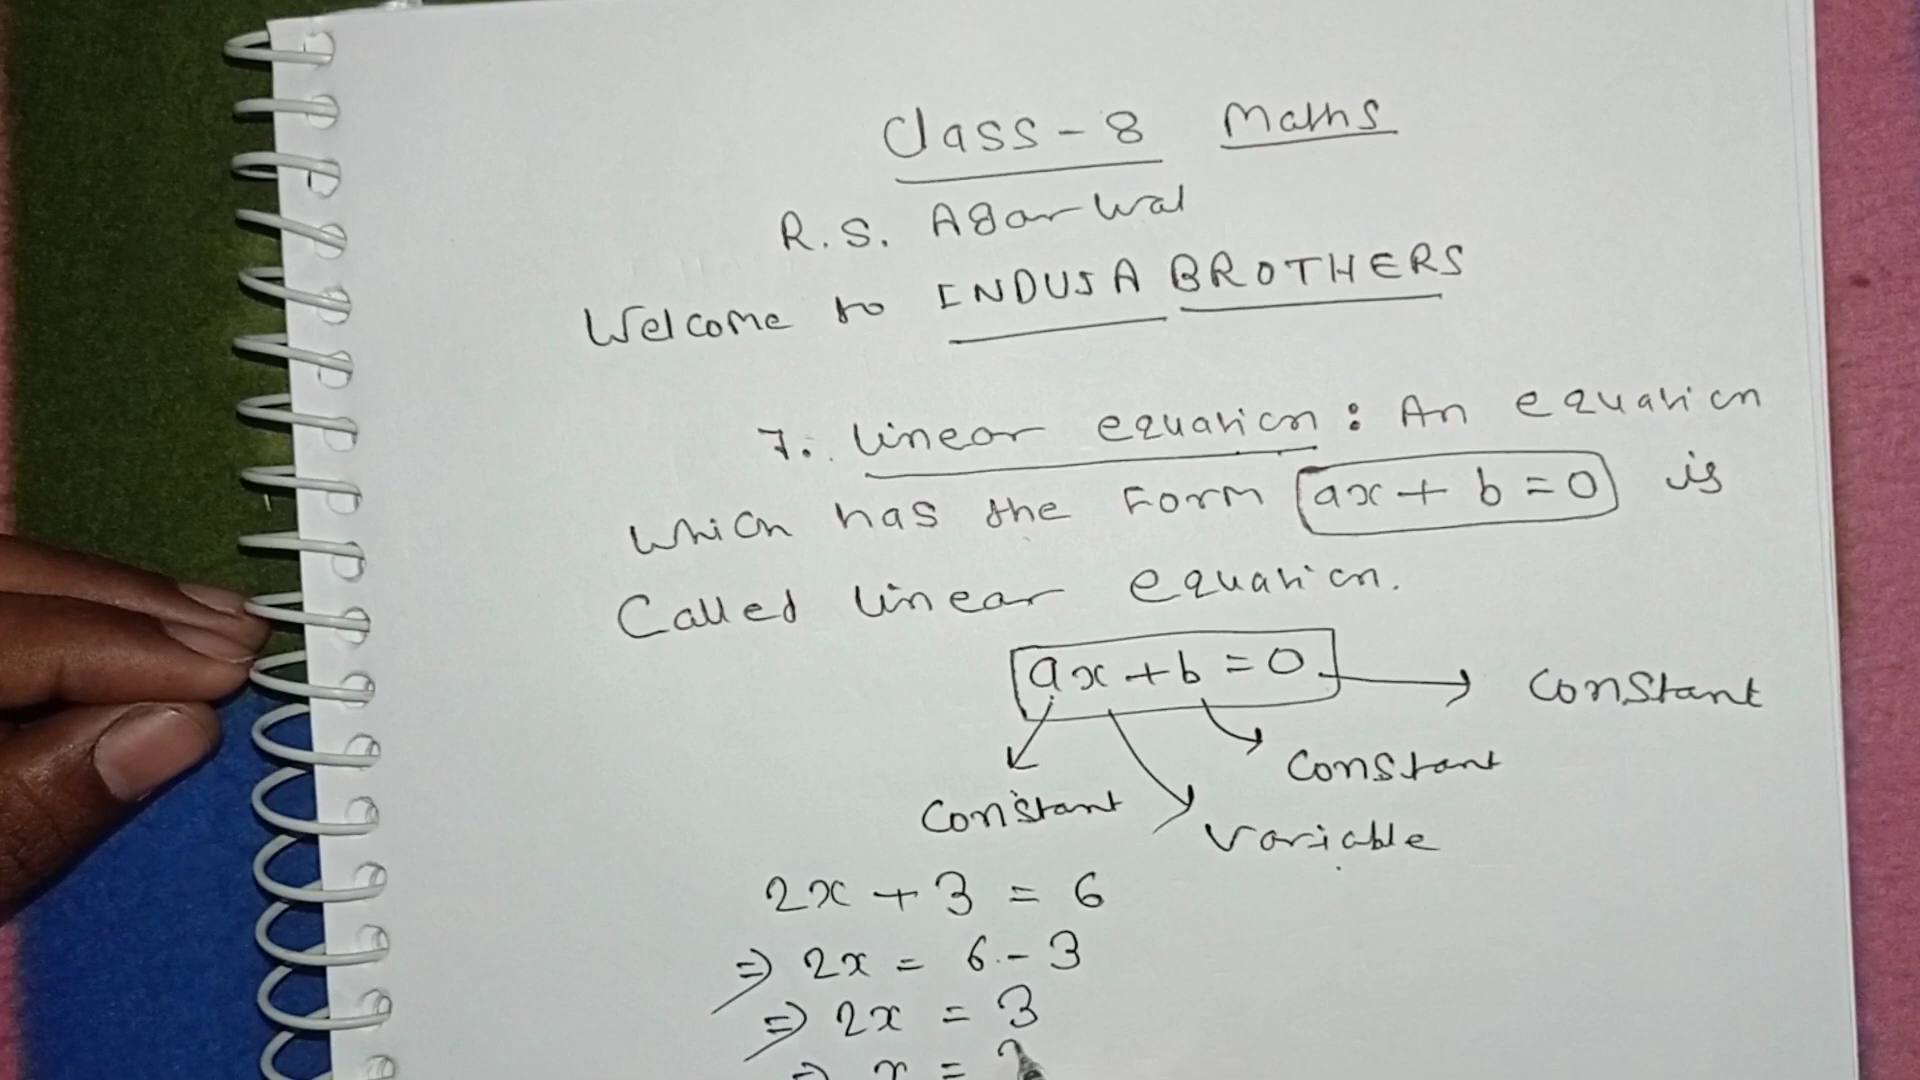 Class-8 Maths
R.S. Agarwal
Welcome to INDUJA BROTHERS
7. linear equation: An equation
which has the Form ax + b = 0 is
Called linear equation.
ax + b = 0 → Constant
Constant
Constant
Variable
2x + 3 = 6
⇒ 2x = 6 - 3
⇒ 2x = 3
⇒ x =